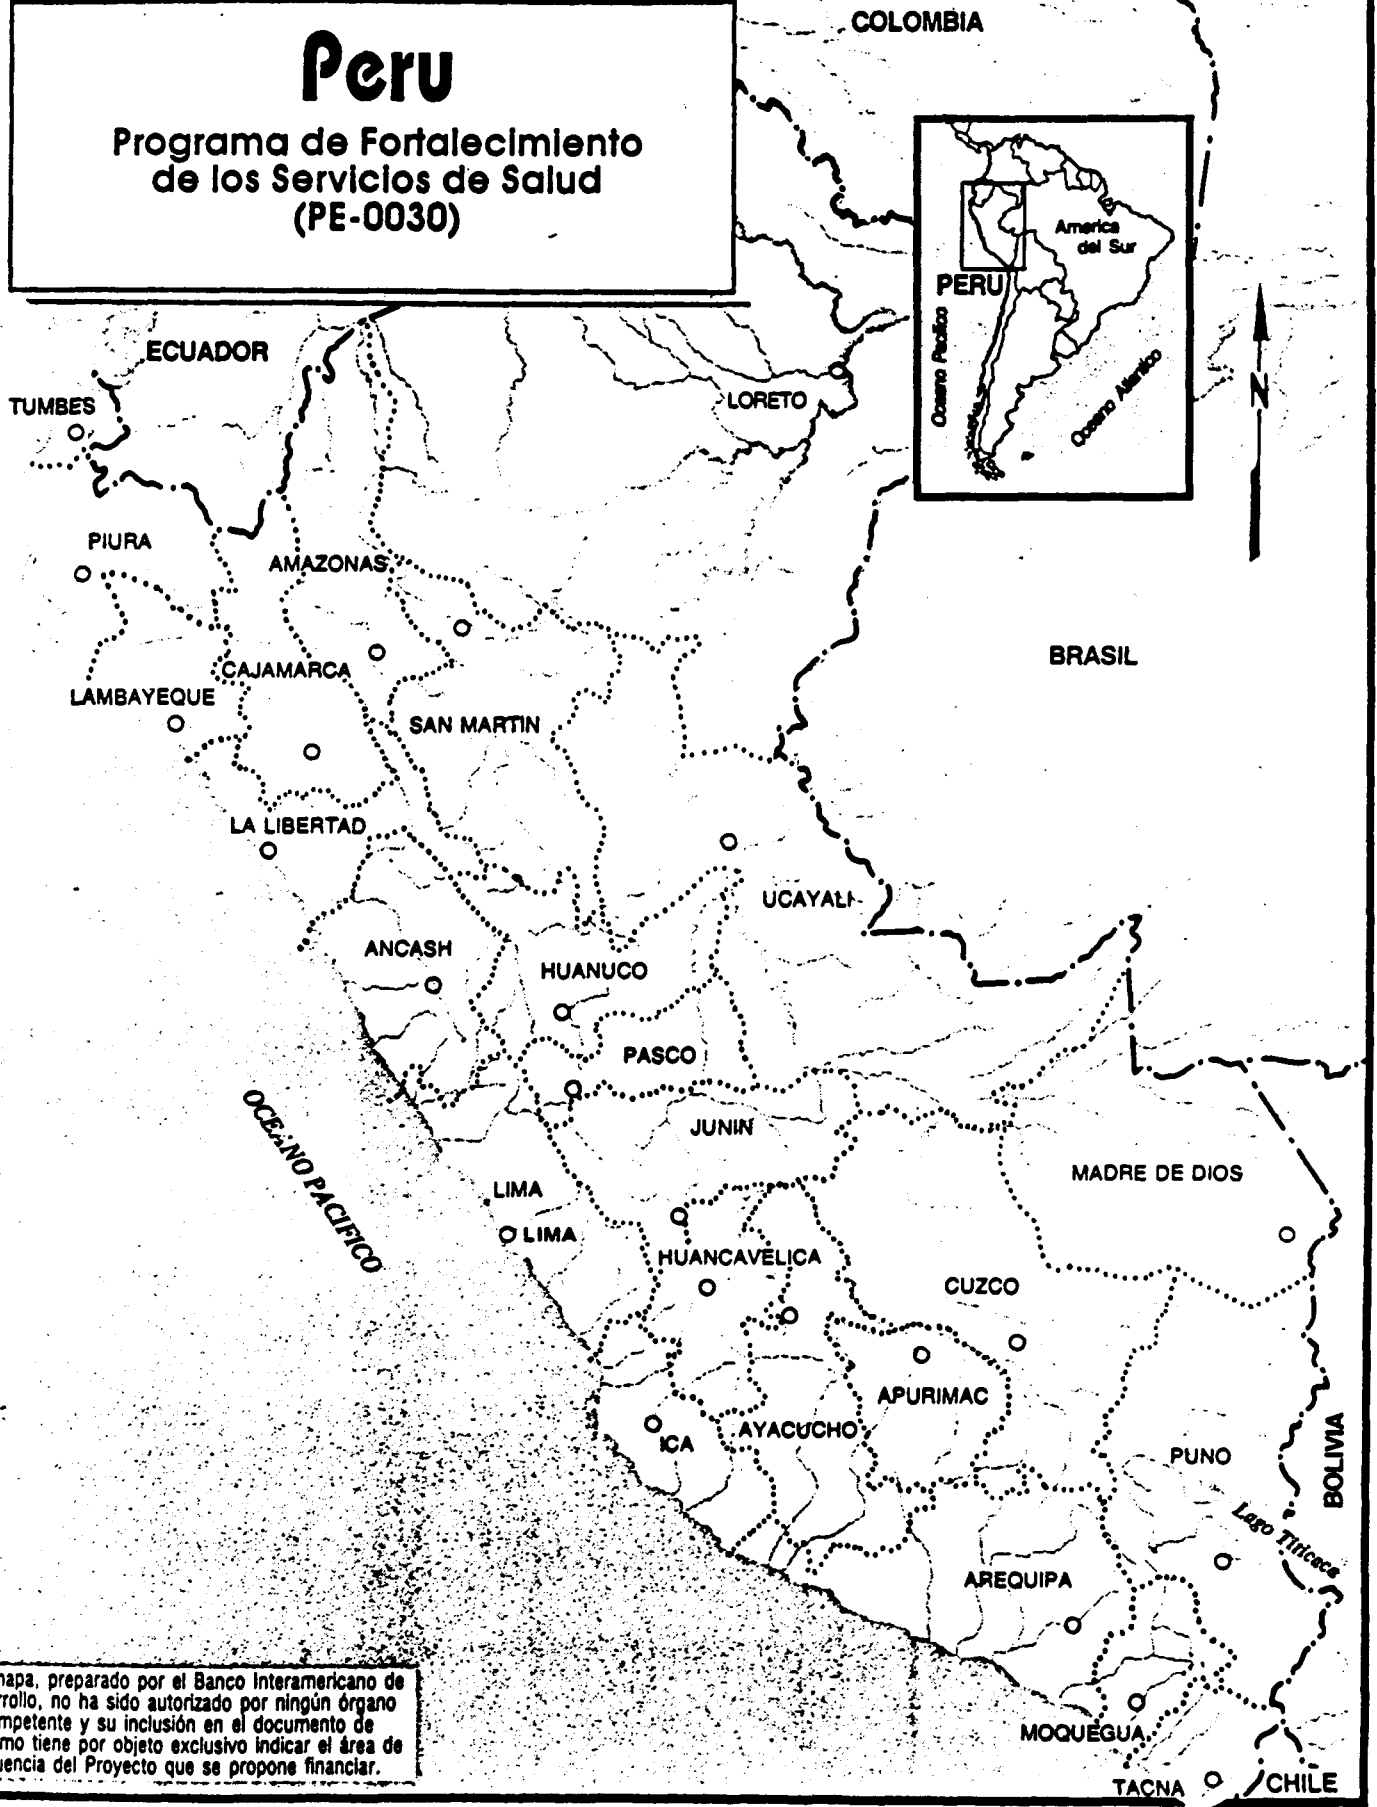 Peru
Programa de Fortalecimiento
de los Servicios de Salud
(PE-0030)
COLOMBIA
America
del Sur
PERU
Oceano Pacifico
Oceano Atlantico
N
ECUADOR
TUMBES
LORETO
PIURA
AMAZONAS
BRASIL
CAJAMARCA
LAMBAYEQUE
SAN MARTIN
LA LIBERTAD
UCAYALI
ANCASH
HUANUCO
PASCO
OCEANO PACIFICO
JUNIN
MADRE DE DIOS
LIMA
LIMA
HUANCAVELICA
CUZCO
APURIMAC
ICA
AYACUCHO
PUNO
BOLIVIA
Lago Titicaca
AREQUIPA
MOQUEGUA
TACNA
CHILE
mapa, preparado por el Banco Interamericano de
rrollo, no ha sido autorizado por ningún órgano
mpetente y su inclusión en el documento de
mo tiene por objeto exclusivo indicar el área de
uencia del Proyecto que se propone financiar.